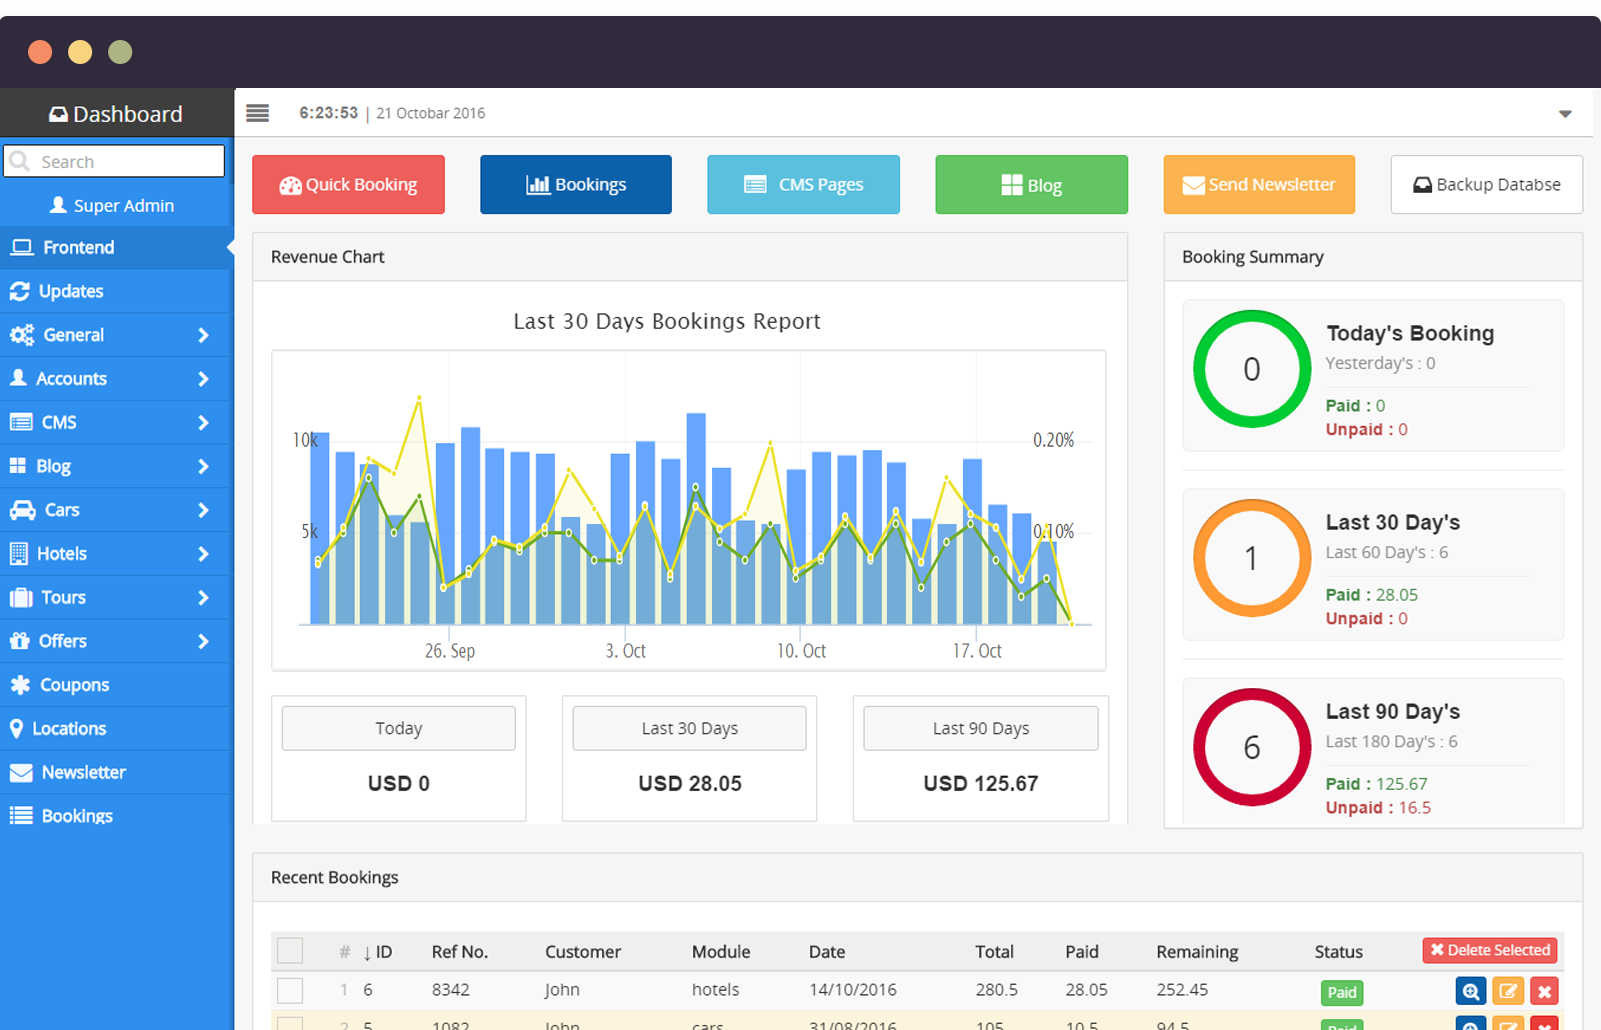 Dashboard
6:23:53 | 21 Octobar 2016
Search
Super Admin
Frontend
Updates
General
Accounts
CMS
Blog
Cars
Hotels
Tours
Offers
Coupons
Locations
Newsletter
Bookings
Quick Booking
Bookings
CMS Pages
Blog
Send Newsletter
Backup Databse
Revenue Chart
Last 30 Days Bookings Report
10k
5k
0.20%
0.10%
26. Sep
3. Oct
10. Oct
17. Oct
Today
USD 0
Last 30 Days
USD 28.05
Last 90 Days
USD 125.67
Booking Summary
0
Today's Booking
Yesterday's : 0
Paid : 0
Unpaid : 0
1
Last 30 Day's
Last 60 Day's : 6
Paid : 28.05
Unpaid : 0
6
Last 90 Day's
Last 180 Day's : 6
Paid : 125.67
Unpaid : 16.5
Recent Bookings
# ↓ ID Ref No. Customer Module Date Total Paid Remaining Status Delete Selected
1 6 8342 John hotels 14/10/2016 280.5 28.05 252.45 Paid
2 5 1082 John cars 31/08/2016 105 10.5 94.5 Paid